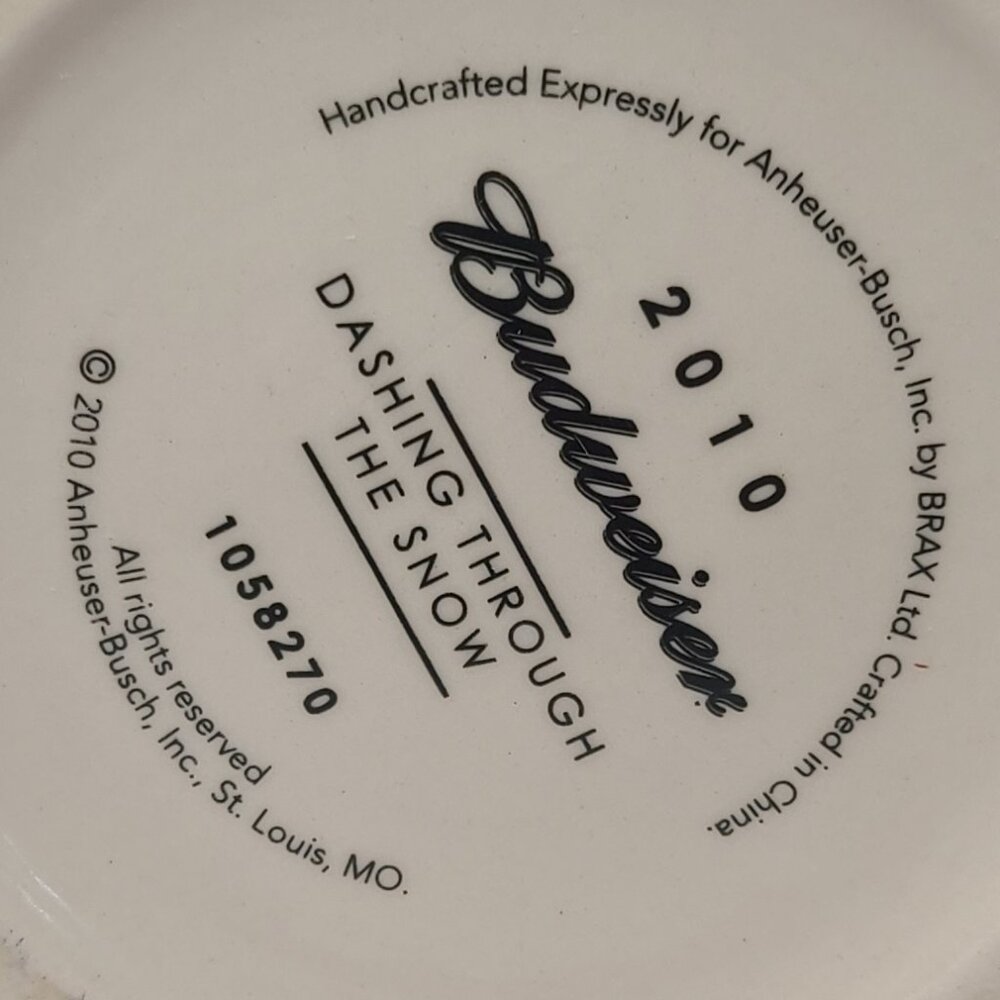 Handcrafted Expressly for Anheuser-Busch, Inc. by BRAX Ltd. Crafted in China.
2010
Budweiser
DASHING THROUGH
THE SNOW
1058270
All rights reserved
© 2010 Anheuser-Busch, Inc., St. Louis, MO.